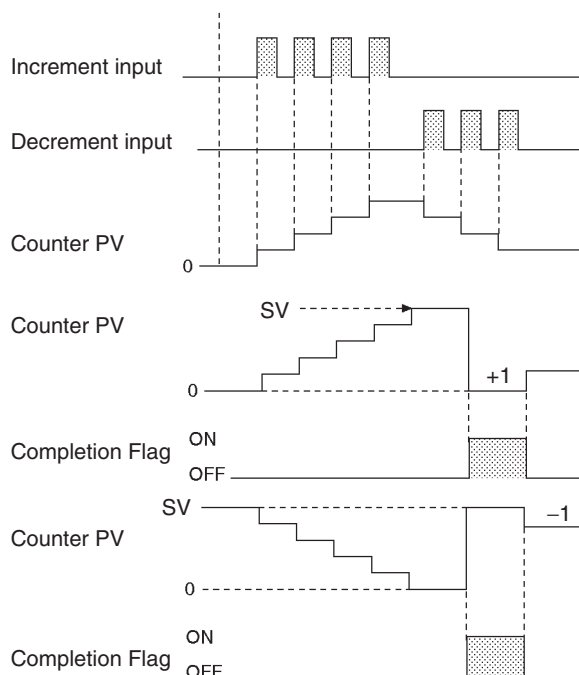 Increment input
Decrement input
Counter PV
0
SV
Counter PV
+1
0
ON
Completion Flag
OFF
SV
−1
Counter PV
0
ON
Completion Flag
OFF